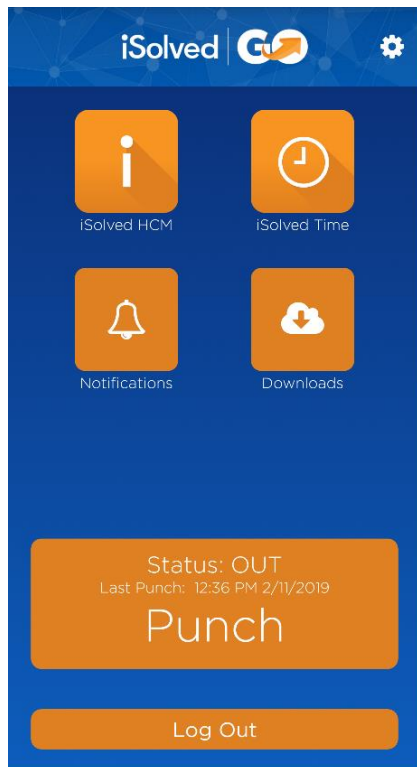 iSolved GO
iSolved HCM
iSolved Time
Notifications
Downloads
Status: OUT
Last Punch: 12:36 PM 2/11/2019
Punch
Log Out